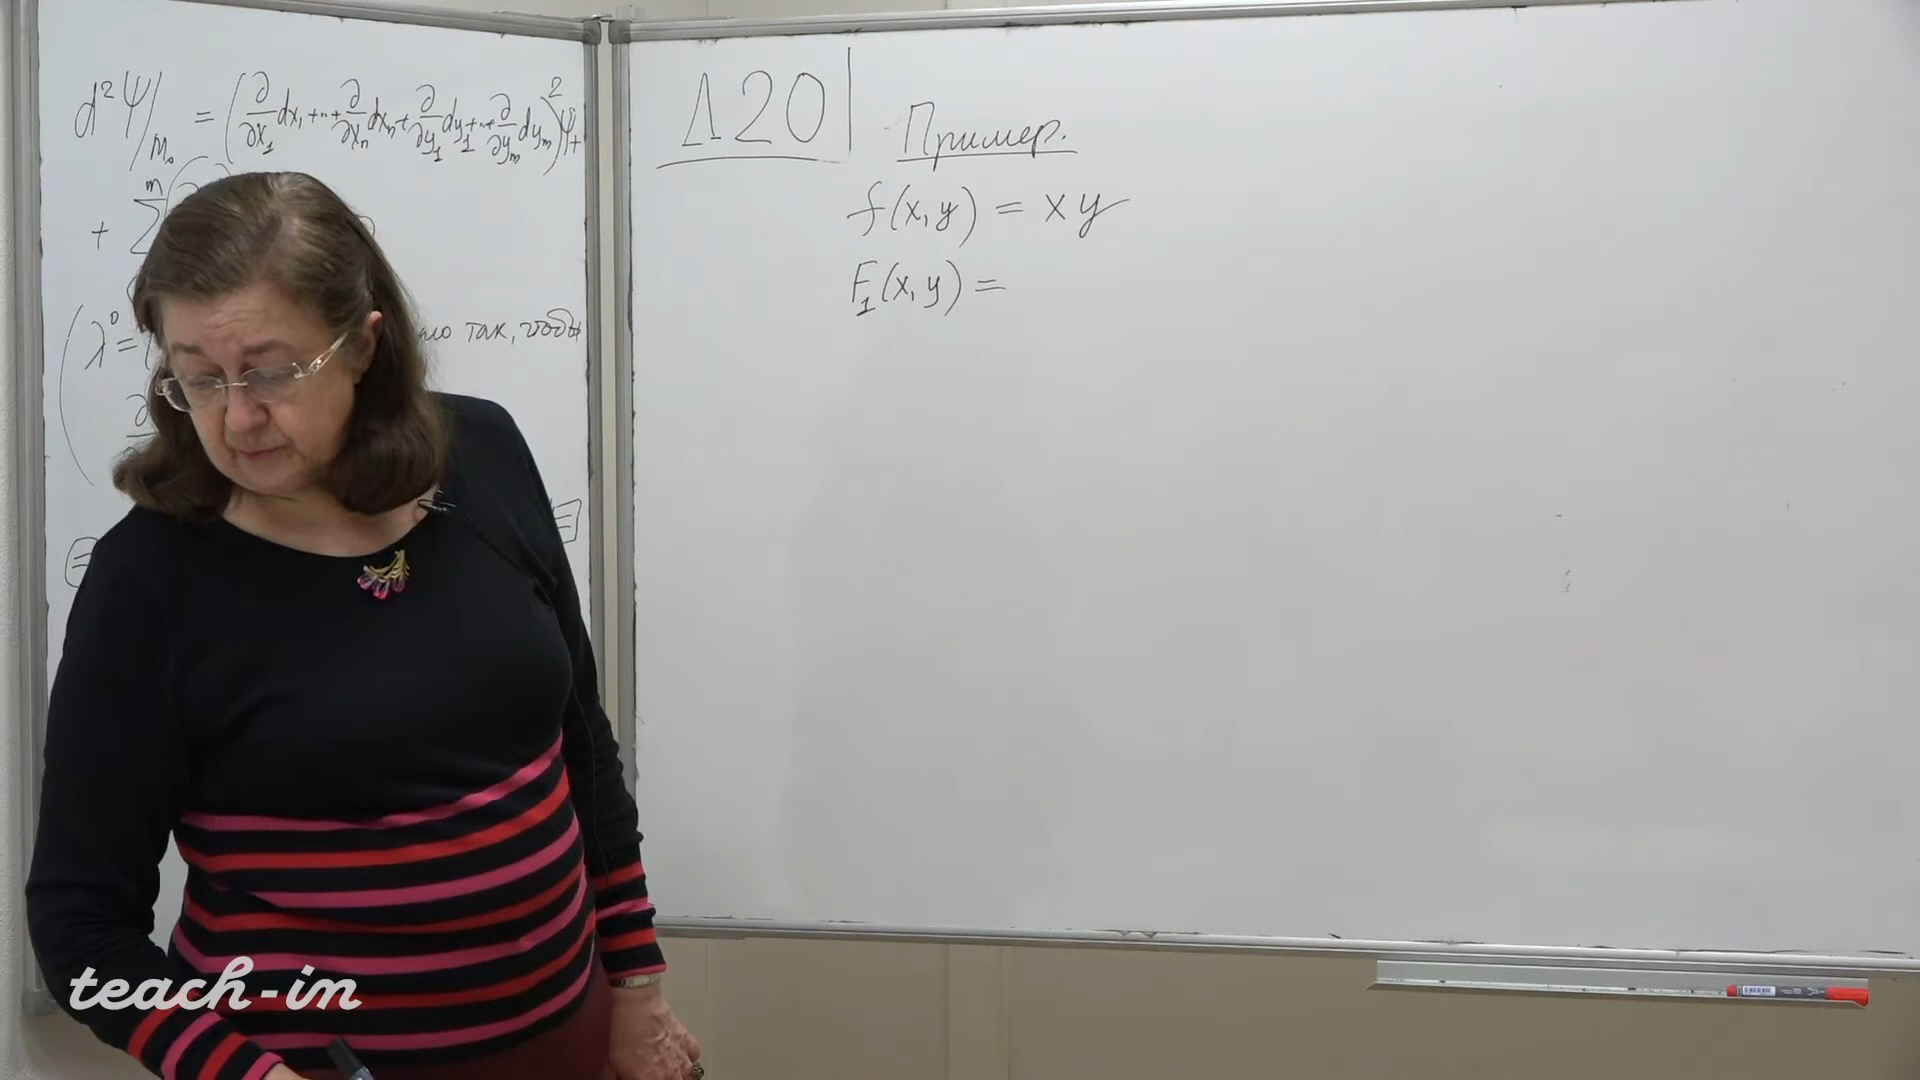 d²Ψ|M₀ = (∂/∂x₁ dx₁ + ... + ∂/∂xₙ dxₙ + ∂/∂y₁ dy₁ + ... + ∂/∂yₘ dyₘ)² Ψ +
+ Σ m
λ⁰ = так, чтобы
Л20
Пример.
f(x, y) = xy
F₁(x, y) =
teach-in